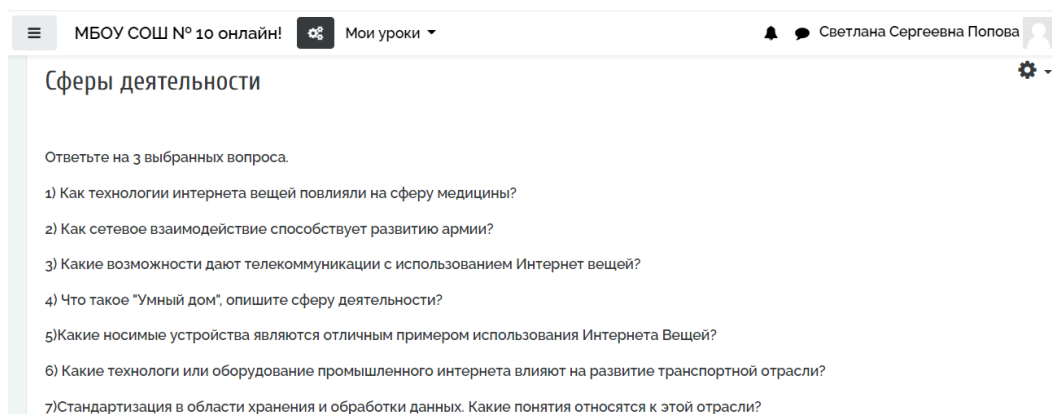 МБОУ СОШ № 10 онлайн! Мои уроки Светлана Сергеевна Попова
Сферы деятельности
Ответьте на 3 выбранных вопроса.
1) Как технологии интернета вещей повлияли на сферу медицины?
2) Как сетевое взаимодействие способствует развитию армии?
3) Какие возможности дают телекоммуникации с использованием Интернет вещей?
4) Что такое "Умный дом", опишите сферу деятельности?
5)Какие носимые устройства являются отличным примером использования Интернета Вещей?
6) Какие технологи или оборудование промышленного интернета влияют на развитие транспортной отрасли?
7)Стандартизация в области хранения и обработки данных. Какие понятия относятся к этой отрасли?